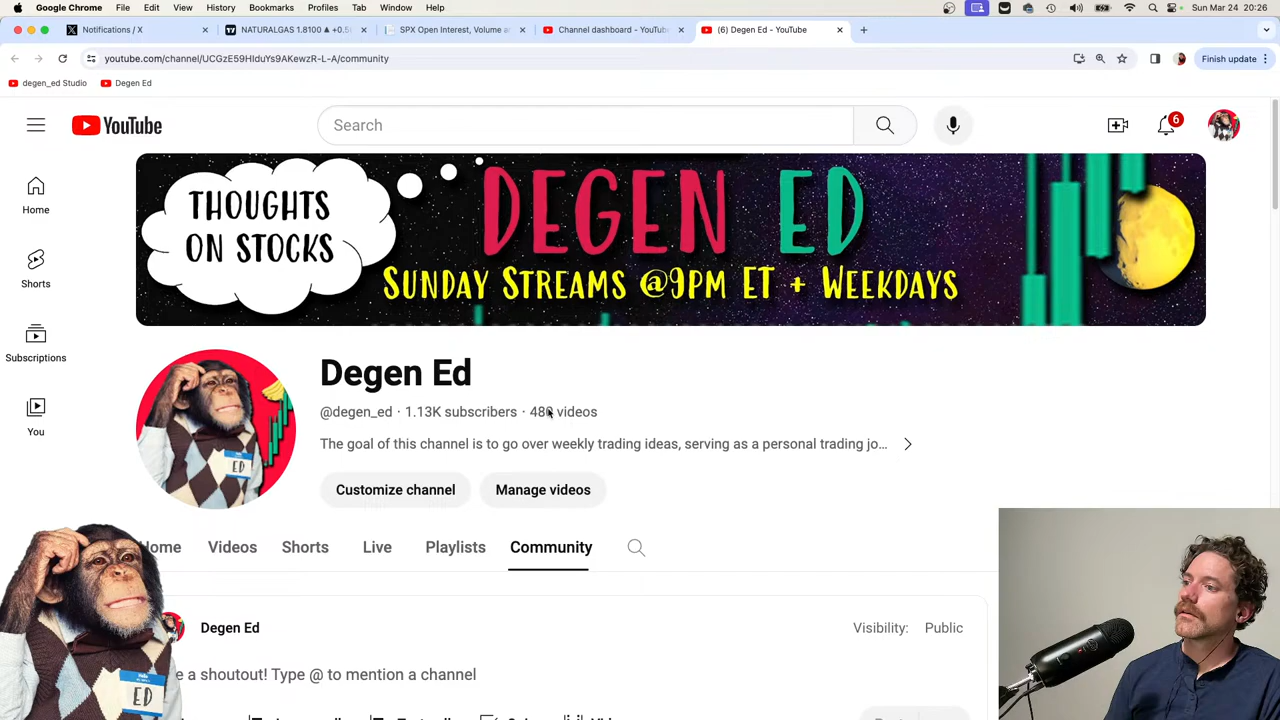 Google Chrome File Edit View History Bookmarks Profiles Tab Window Help Sun Mar 24 20:26
Notifications / X NATURALGAS 1.8100 ▲ +0.5 SPX Open Interest, Volume a Channel dashboard - YouTube (6) Degen Ed - YouTube
youtube.com/channel/UCGzE59HIduYs9AKewzR-L-A/community Finish update
degen_ed Studio Degen Ed
YouTube Search 6
THOUGHTS
ON STOCKS
DEGEN ED
SUNDAY STREAMS @9PM ET + WEEKDAYS
Home
Shorts
Subscriptions
You
Degen Ed
@degen_ed · 1.13K subscribers · videos
The goal of this channel is to go over weekly trading ideas, serving as a personal trading jo...
Customize channel Manage videos
ome Videos Shorts Live Playlists Community
Degen Ed Visibility: Public
e a shoutout! Type @ to mention a channel
ED
ED